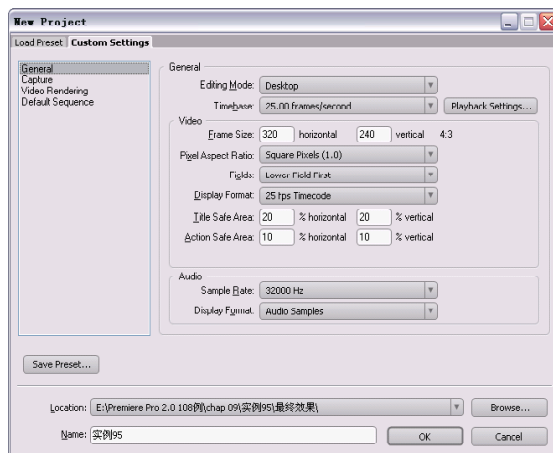 New Project
Load Preset Custom Settings
General
Capture
Video Rendering
Default Sequence
General
Editing Mode: Desktop
Timebase: 25.00 frames/second Playback Settings...
Video
Frame Size: 320 horizontal 240 vertical 4:3
Pixel Aspect Ratio: Square Pixels (1.0)
Fields: Lower Field First
Display Format: 25 fps Timecode
Title Safe Area: 20 % horizontal 20 % vertical
Action Safe Area: 10 % horizontal 10 % vertical
Audio
Sample Rate: 32000 Hz
Display Format: Audio Samples
Save Preset...
Location: E:\Premiere Pro 2.0 108例\chap 09\实例95\最终效果\ Browse...
Name: 实例95 OK Cancel